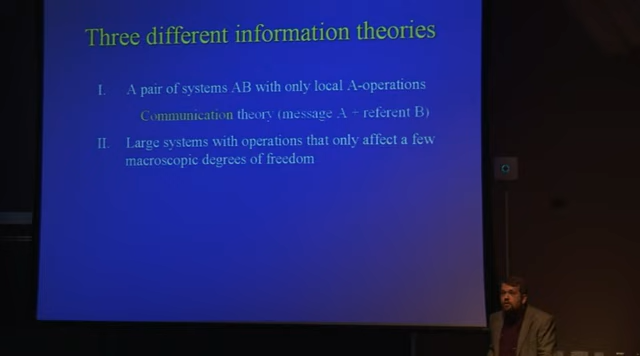 Three different information theories
I. A pair of systems AB with only local A-operations
Communication theory (message A + referent B)
II. Large systems with operations that only affect a few
macroscopic degrees of freedom